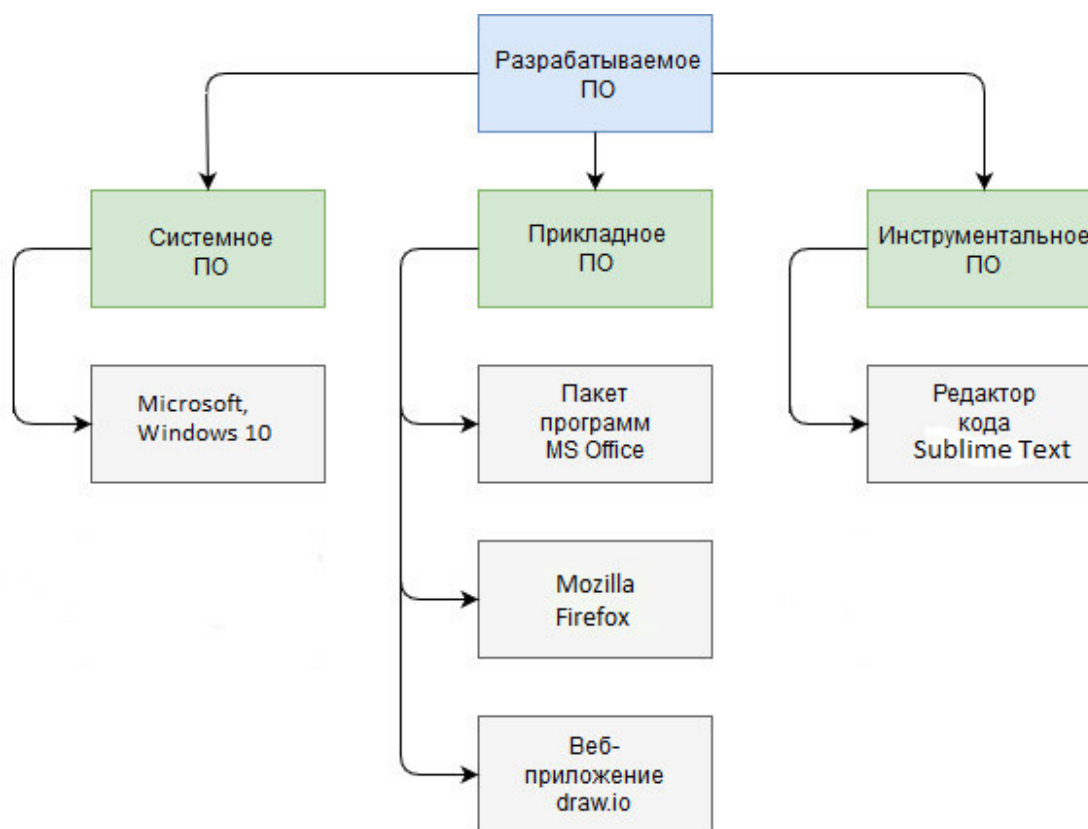 Разрабатываемое
ПО
Системное
ПО
Прикладное
ПО
Инструментальное
ПО
Microsoft,
Windows 10
Пакет
программ
MS Office
Редактор
кода
Sublime Text
Mozilla
Firefox
Веб-
приложение
draw.io